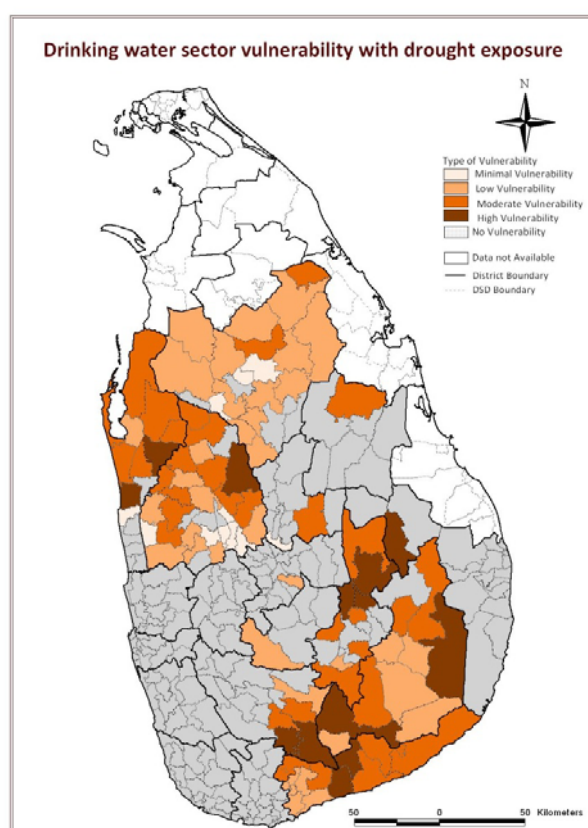 Drinking water sector vulnerability with drought exposure
N
Type of Vulnerability
Minimal Vulnerability
Low Vulnerability
Moderate Vulnerability
High Vulnerability
No Vulnerability
Data not Available
District Boundary
DSD Boundary
50 0 50 Kilometers